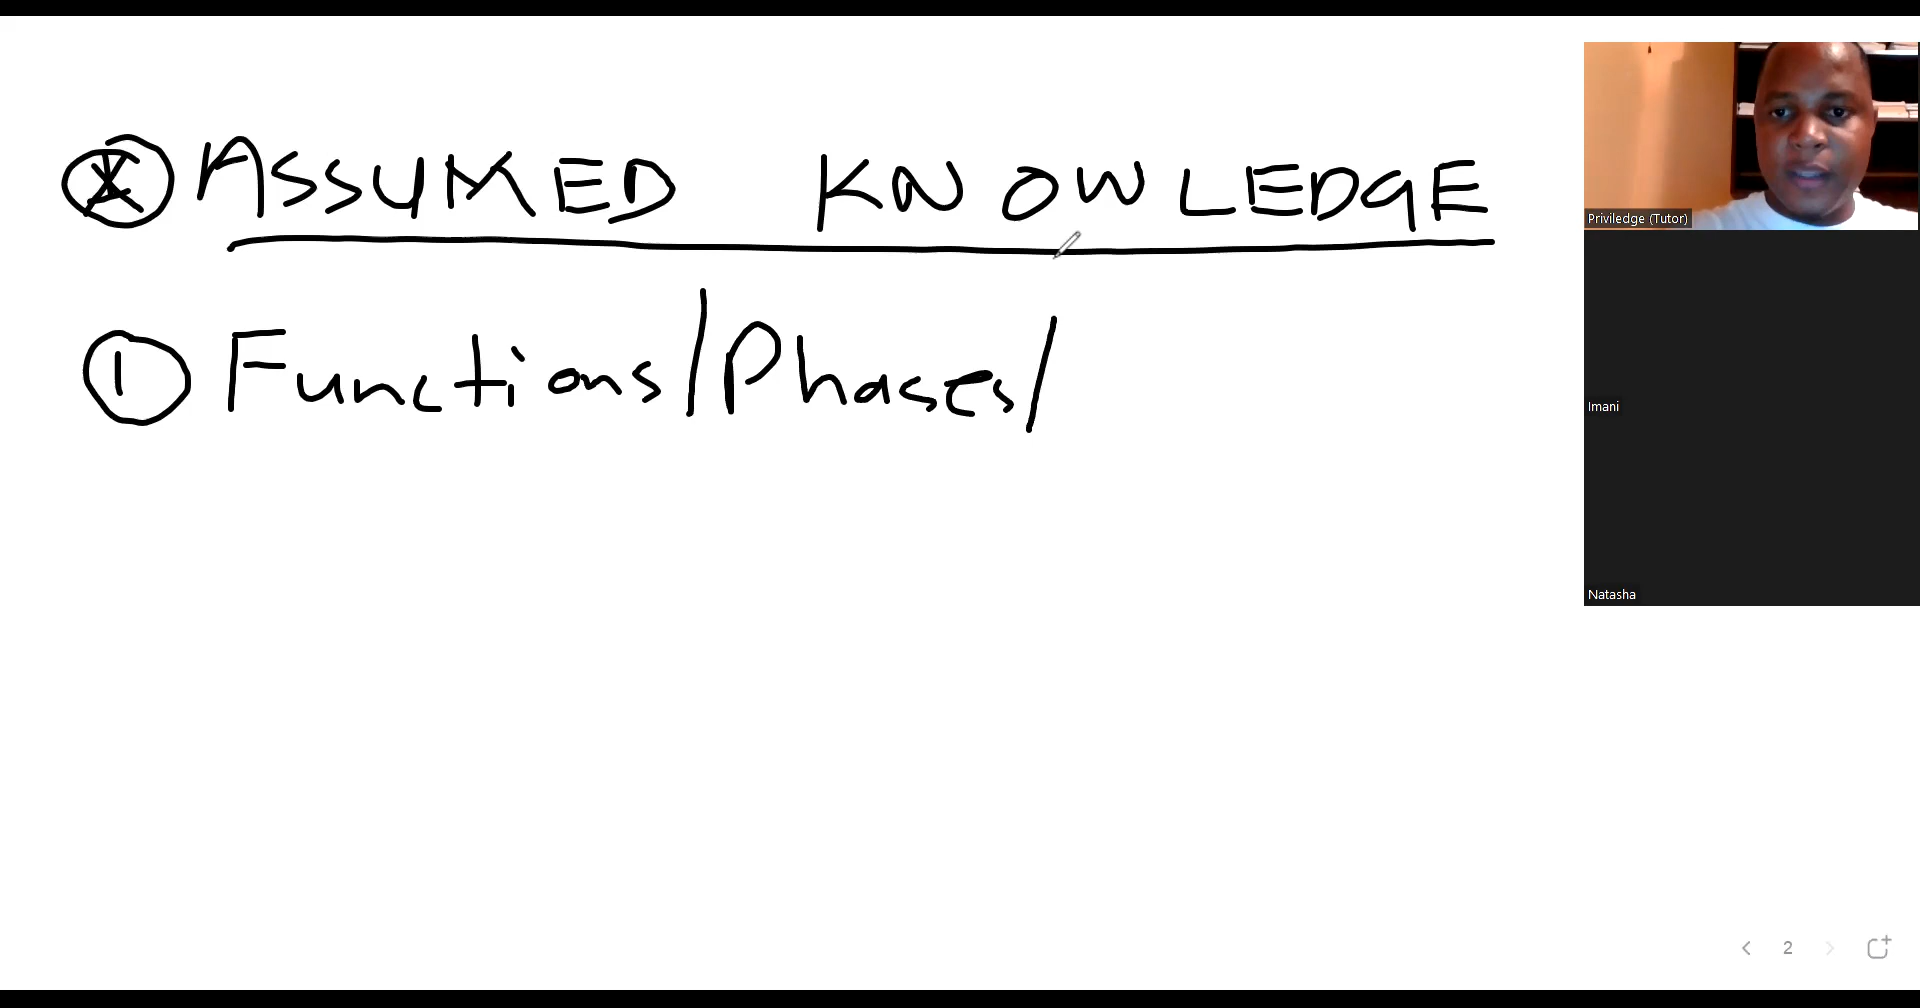 ASSUMED KNOWLEDGE
① Functions/Phases/
Priviledge (Tutor)
Imani
Natasha
2